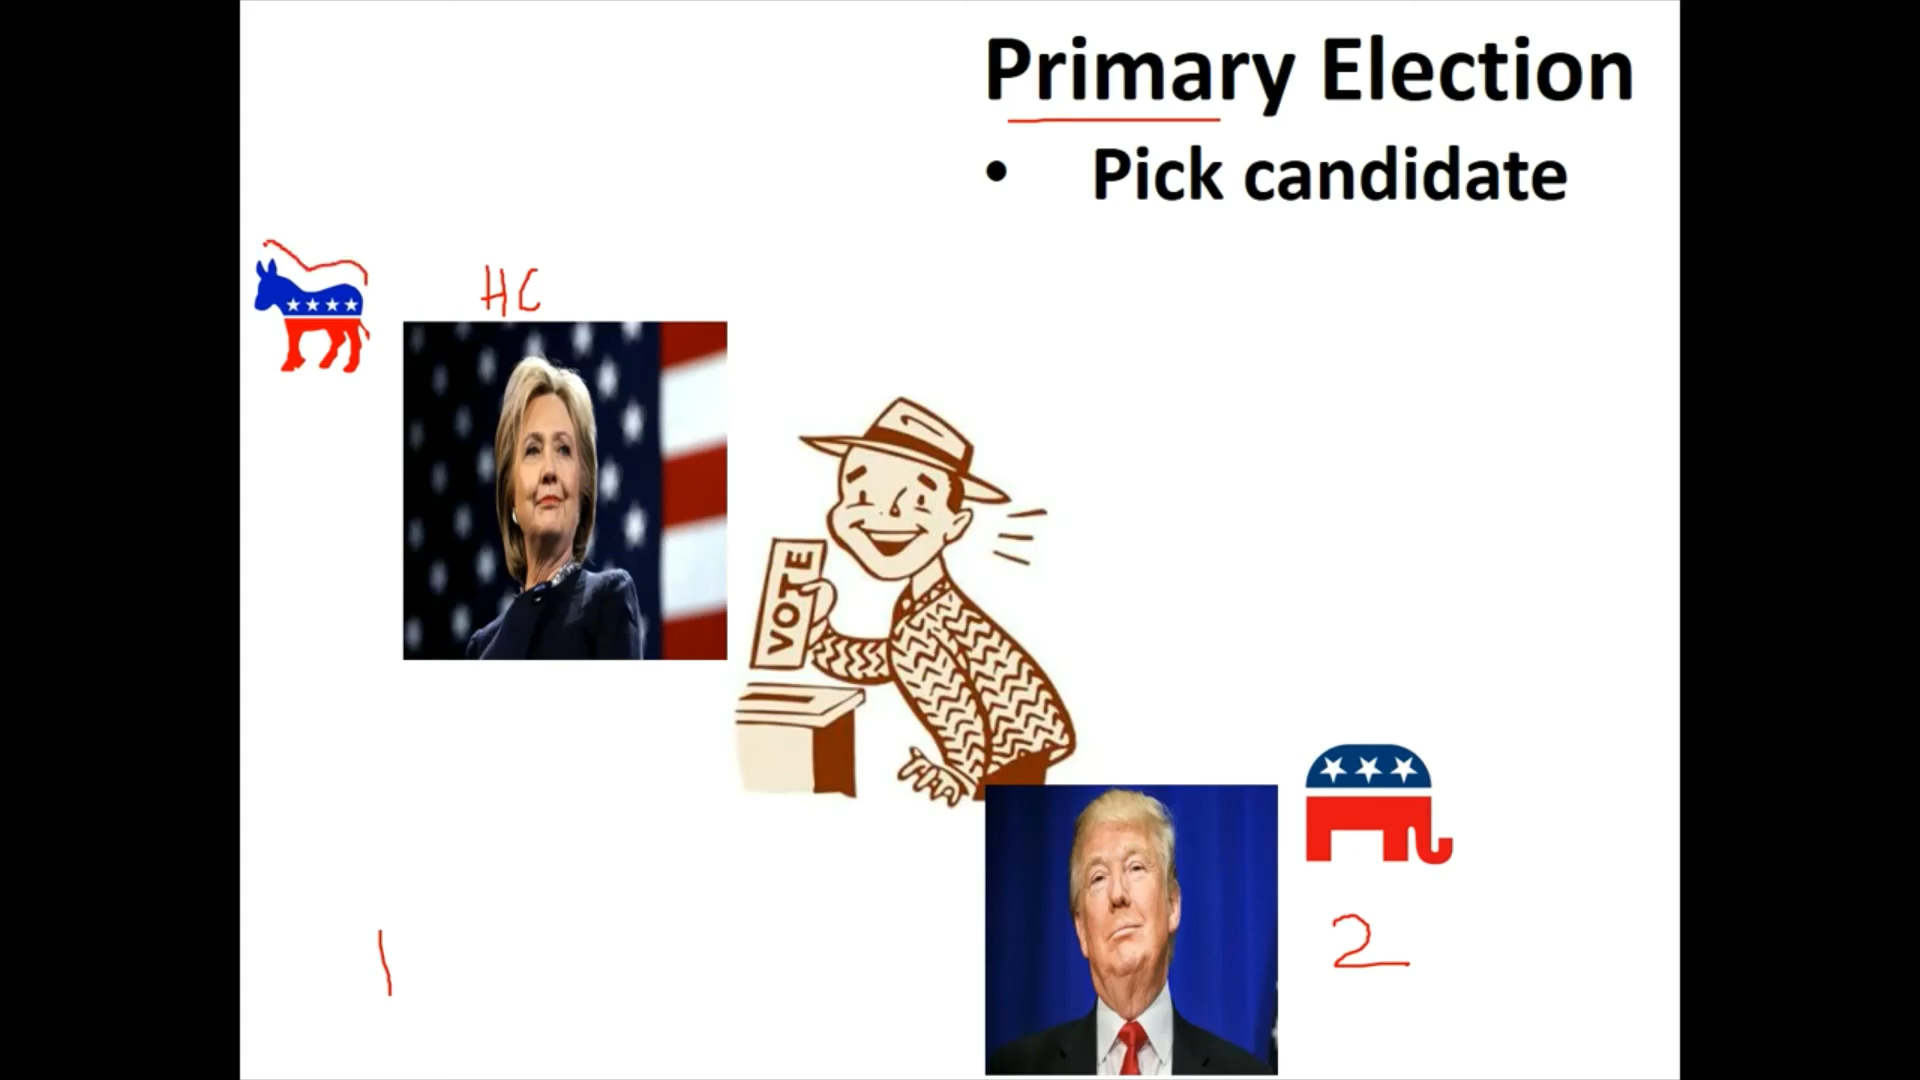 Primary Election
• Pick candidate
HC
VOTE
1
2